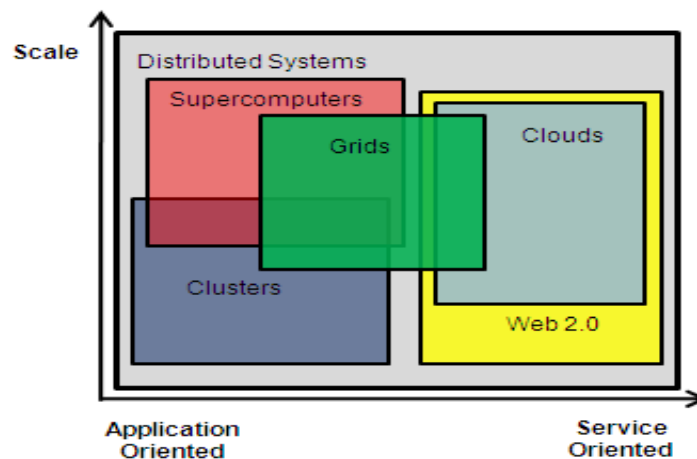 Scale
Distributed Systems
Supercomputers
Grids
Clouds
Clusters
Web 2.0
Application
Oriented
Service
Oriented